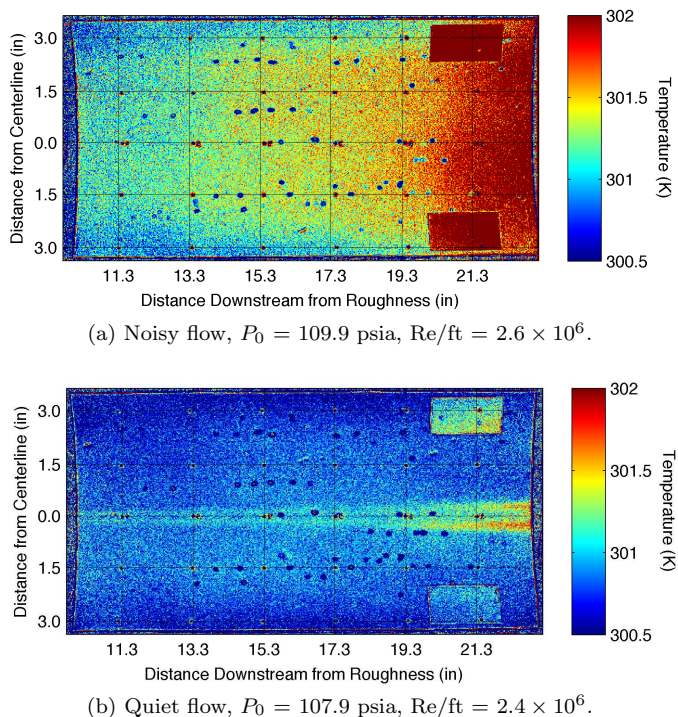 3.0
1.5
0.0
1.5
3.0
Distance from Centerline (in)
11.3 13.3 15.3 17.3 19.3 21.3
Distance Downstream from Roughness (in)
302
301.5
301
300.5
Temperature (K)
(a) Noisy flow, P₀ = 109.9 psia, Re/ft = 2.6 × 10⁶.
3.0
1.5
0.0
1.5
3.0
Distance from Centerline (in)
11.3 13.3 15.3 17.3 19.3 21.3
Distance Downstream from Roughness (in)
302
301.5
301
300.5
Temperature (K)
(b) Quiet flow, P₀ = 107.9 psia, Re/ft = 2.4 × 10⁶.